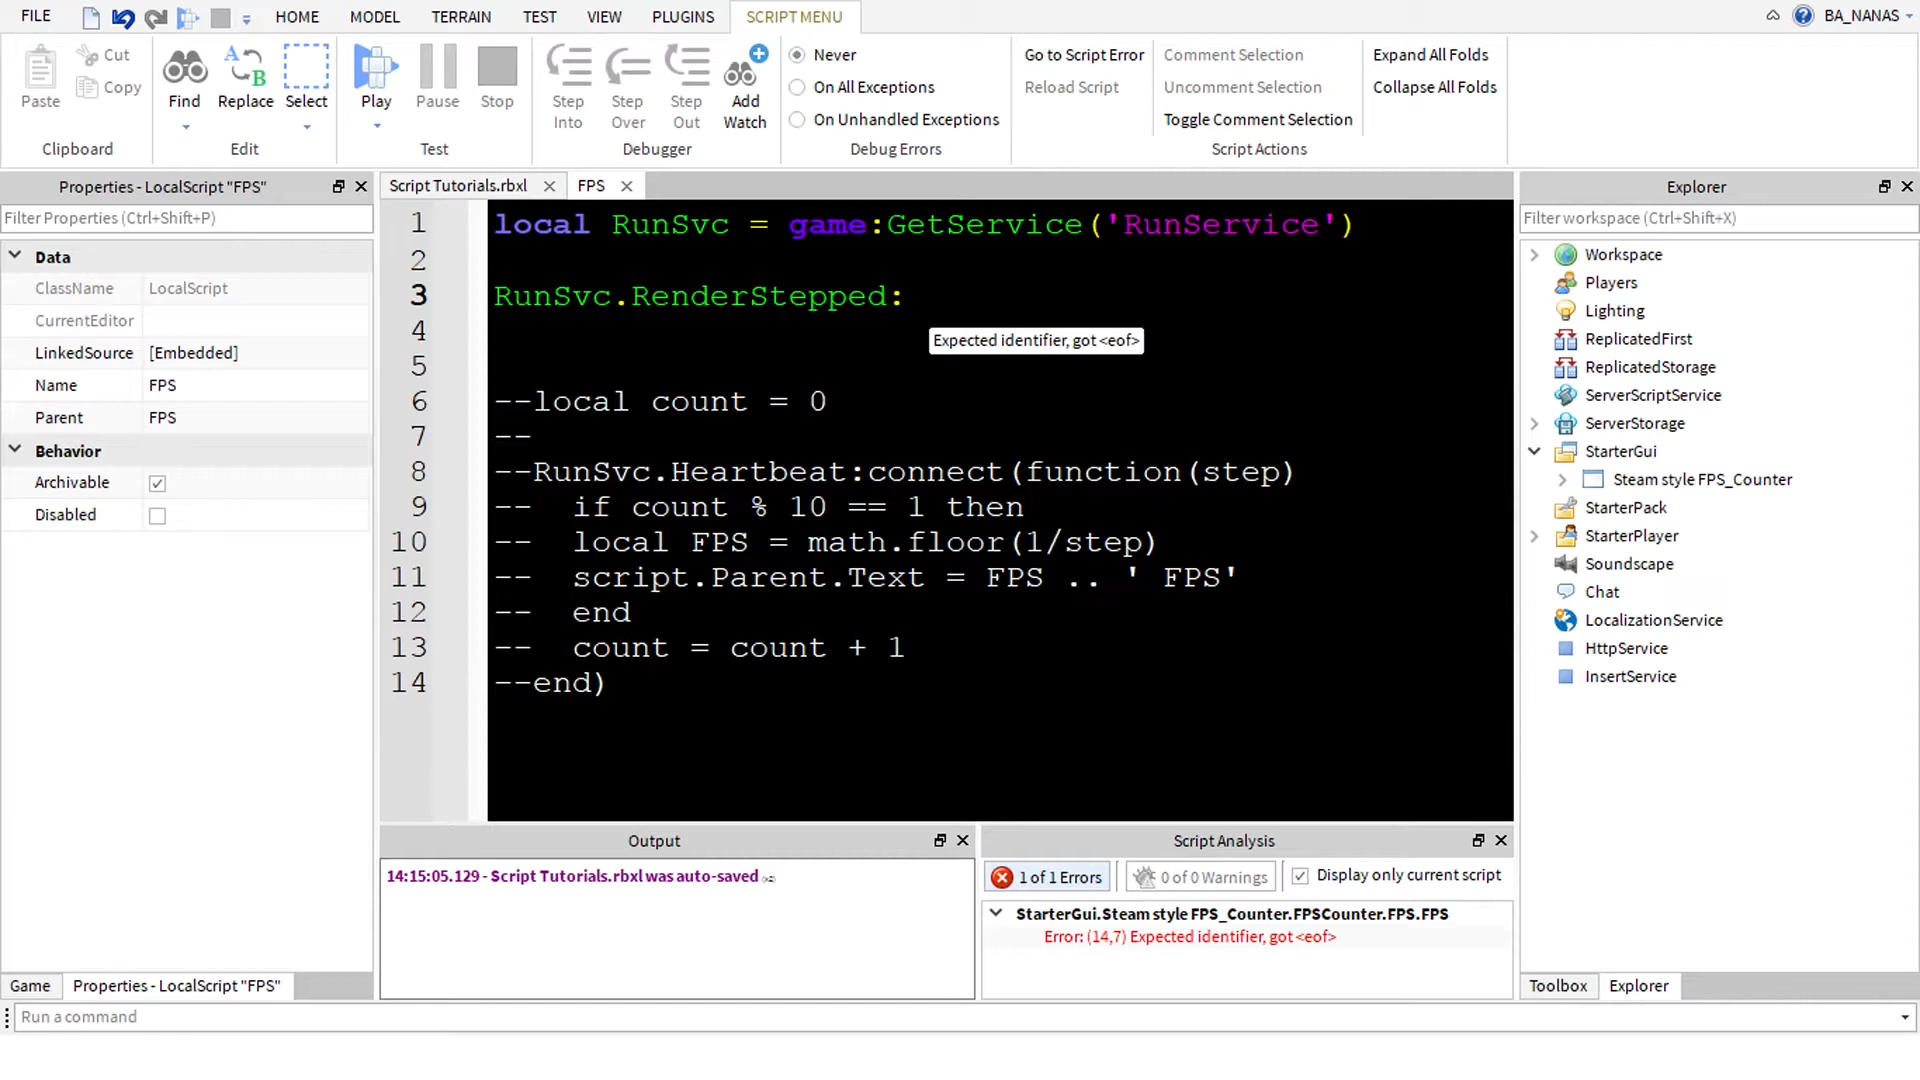 FILE HOME MODEL TERRAIN TEST VIEW PLUGINS SCRIPT MENU BA_NANAS
Paste Cut Copy
Clipboard
Find Replace Select
Edit
Play Pause Stop
Test
Step Into Step Over Step Out Add Watch
Debugger
Never
On All Exceptions
On Unhandled Exceptions
Debug Errors
Go to Script Error
Reload Script
Comment Selection
Uncomment Selection
Toggle Comment Selection
Script Actions
Expand All Folds
Collapse All Folds
Properties - LocalScript "FPS"
Filter Properties (Ctrl+Shift+P)
Data
ClassName LocalScript
CurrentEditor
LinkedSource [Embedded]
Name FPS
Parent FPS
Behavior
Archivable
Disabled
Game Properties - LocalScript "FPS"
Script Tutorials.rbxl FPS
1 local RunSvc = game:GetService('RunService')
2
3 RunSvc.RenderStepped:
4
Expected identifier, got <eof>
5
6 --local count = 0
7 --
8 --RunSvc.Heartbeat:connect(function(step)
9 -- if count % 10 == 1 then
10 -- local FPS = math.floor(1/step)
11 -- script.Parent.Text = FPS .. ' FPS'
12 -- end
13 -- count = count + 1
14 --end)
Output
14:15:05.129 - Script Tutorials.rbxl was auto-saved
Script Analysis
1 of 1 Errors 0 of 0 Warnings Display only current script
StarterGui.Steam style FPS_Counter.FPSCounter.FPS.FPS
Error: (14,7) Expected identifier, got <eof>
Explorer
Filter workspace (Ctrl+Shift+X)
Workspace
Players
Lighting
ReplicatedFirst
ReplicatedStorage
ServerScriptService
ServerStorage
StarterGui
Steam style FPS_Counter
StarterPack
StarterPlayer
Soundscape
Chat
LocalizationService
HttpService
InsertService
Toolbox Explorer
Run a command